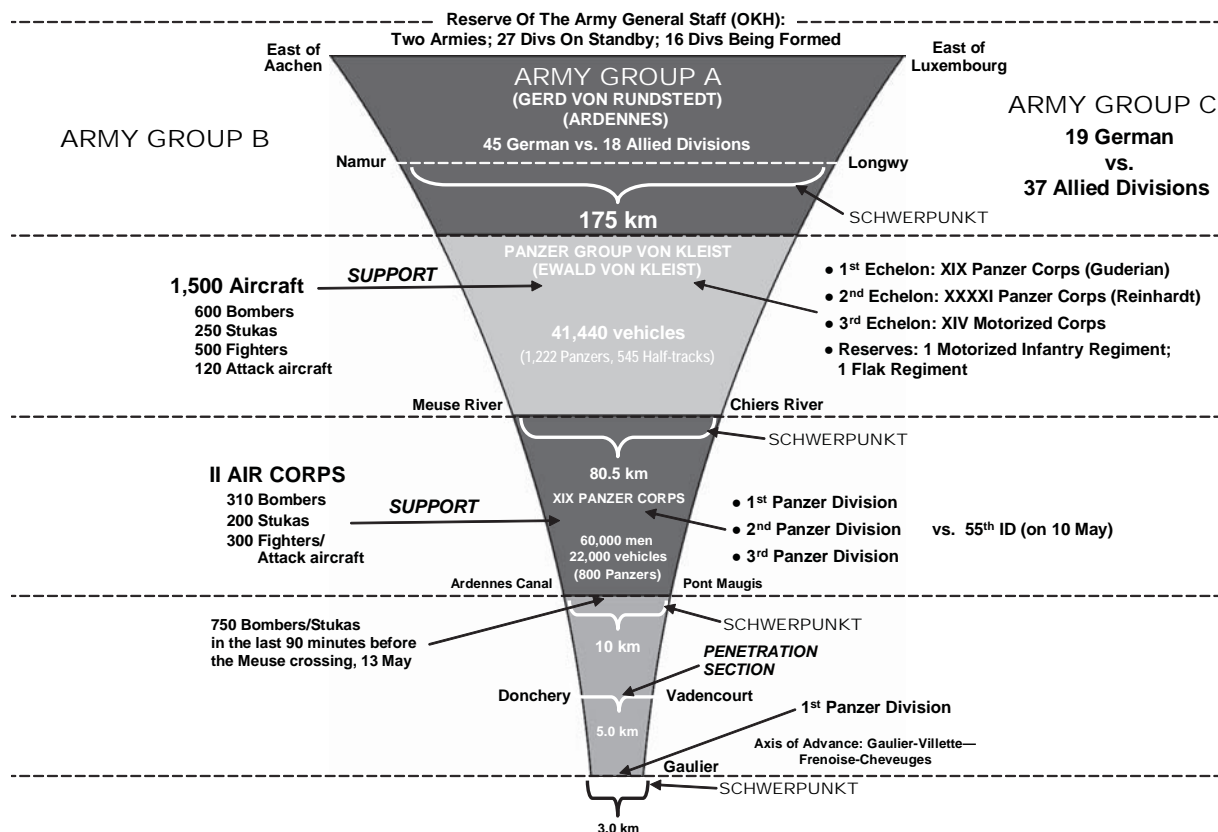 Reserve Of The Army General Staff (OKH):
Two Armies; 27 Divs On Standby; 16 Divs Being Formed
East of
Aachen
East of
Luxembourg
ARMY GROUP A
(GERD VON RUNDSTEDT)
(ARDENNES)
45 German vs. 18 Allied Divisions
ARMY GROUP B
ARMY GROUP C
19 German
vs.
37 Allied Divisions
Namur
Longwy
175 km
SCHWERPUNKT
PANZER GROUP VON KLEIST
(EWALD VON KLEIST)
SUPPORT
1,500 Aircraft
600 Bombers
250 Stukas
500 Fighters
120 Attack aircraft
41,440 vehicles
(1,222 Panzers, 545 Half-tracks)
● 1st Echelon: XIX Panzer Corps (Guderian)
● 2nd Echelon: XXXXI Panzer Corps (Reinhardt)
● 3rd Echelon: XIV Motorized Corps
● Reserves: 1 Motorized Infantry Regiment;
1 Flak Regiment
Meuse River
Chiers River
SCHWERPUNKT
80.5 km
XIX PANZER CORPS
II AIR CORPS
310 Bombers
200 Stukas
300 Fighters/
Attack aircraft
SUPPORT
60,000 men
22,000 vehicles
(800 Panzers)
● 1st Panzer Division
● 2nd Panzer Division vs. 55th ID (on 10 May)
● 3rd Panzer Division
Ardennes Canal
Pont Maugis
750 Bombers/Stukas
in the last 90 minutes before
the Meuse crossing, 13 May
SCHWERPUNKT
10 km
PENETRATION
SECTION
Donchery
Vadencourt
1st Panzer Division
5.0 km
Axis of Advance: Gaulier-Villette—
Frenoise-Cheveuges
Gaulier
SCHWERPUNKT
3.0 km